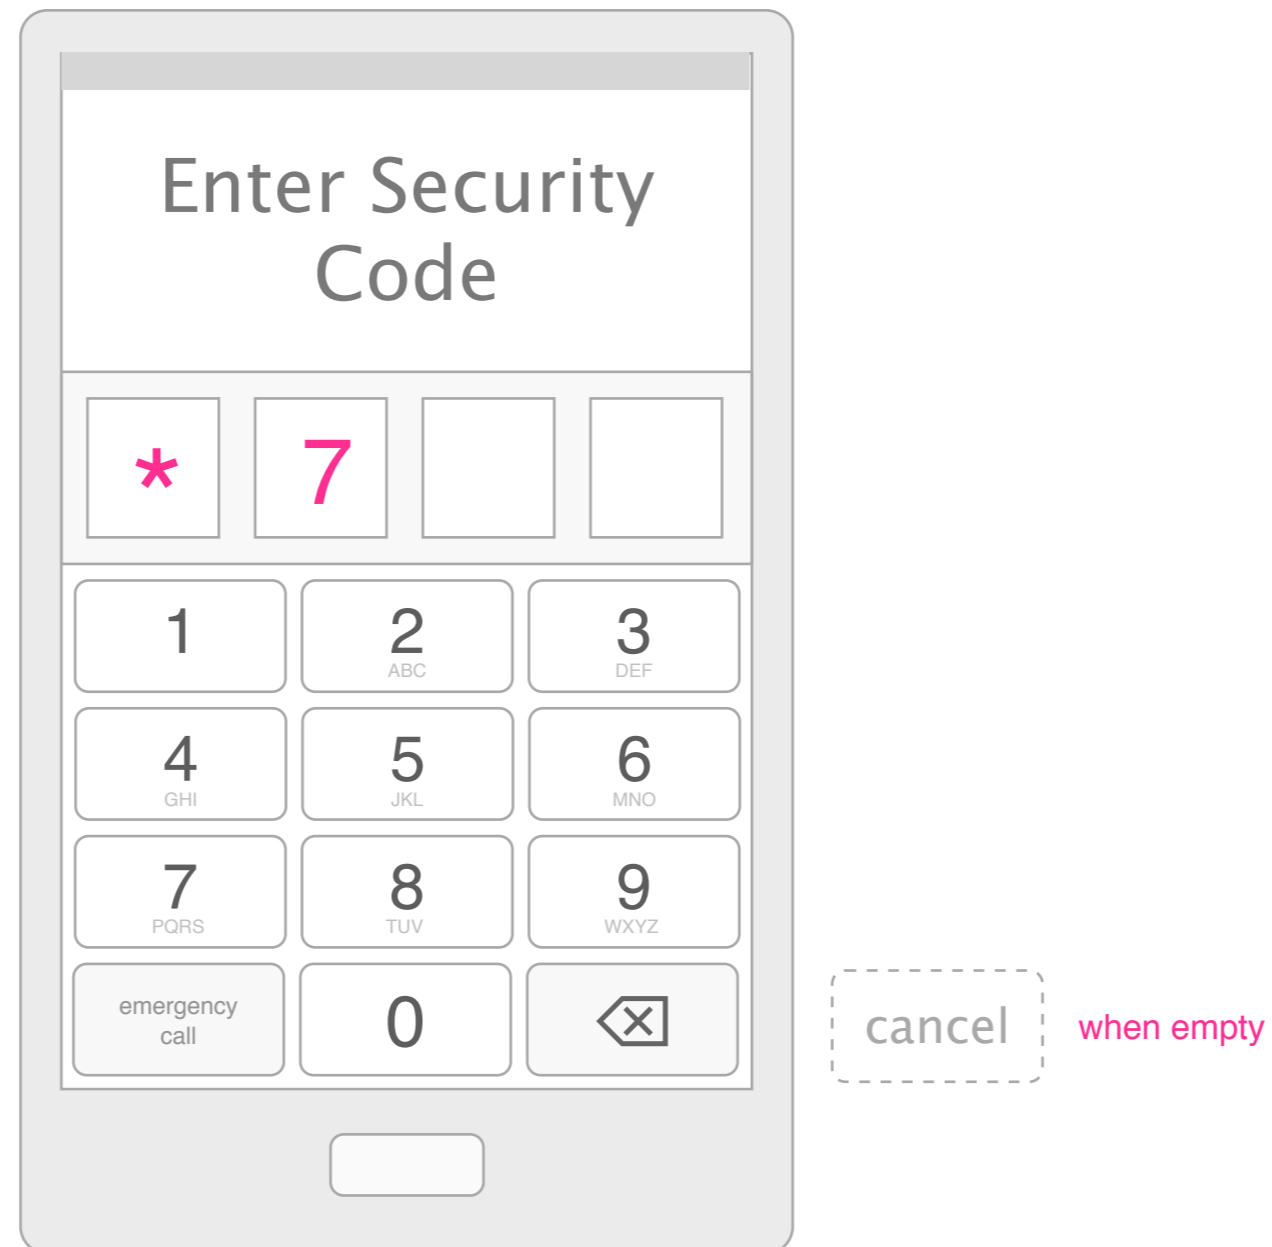 Enter Security
Code
* 7
1 2 3
ABC DEF
4 5 6
GHI JKL MNO
7 8 9
PQRS TUV WXYZ
emergency
call
0
cancel
when empty